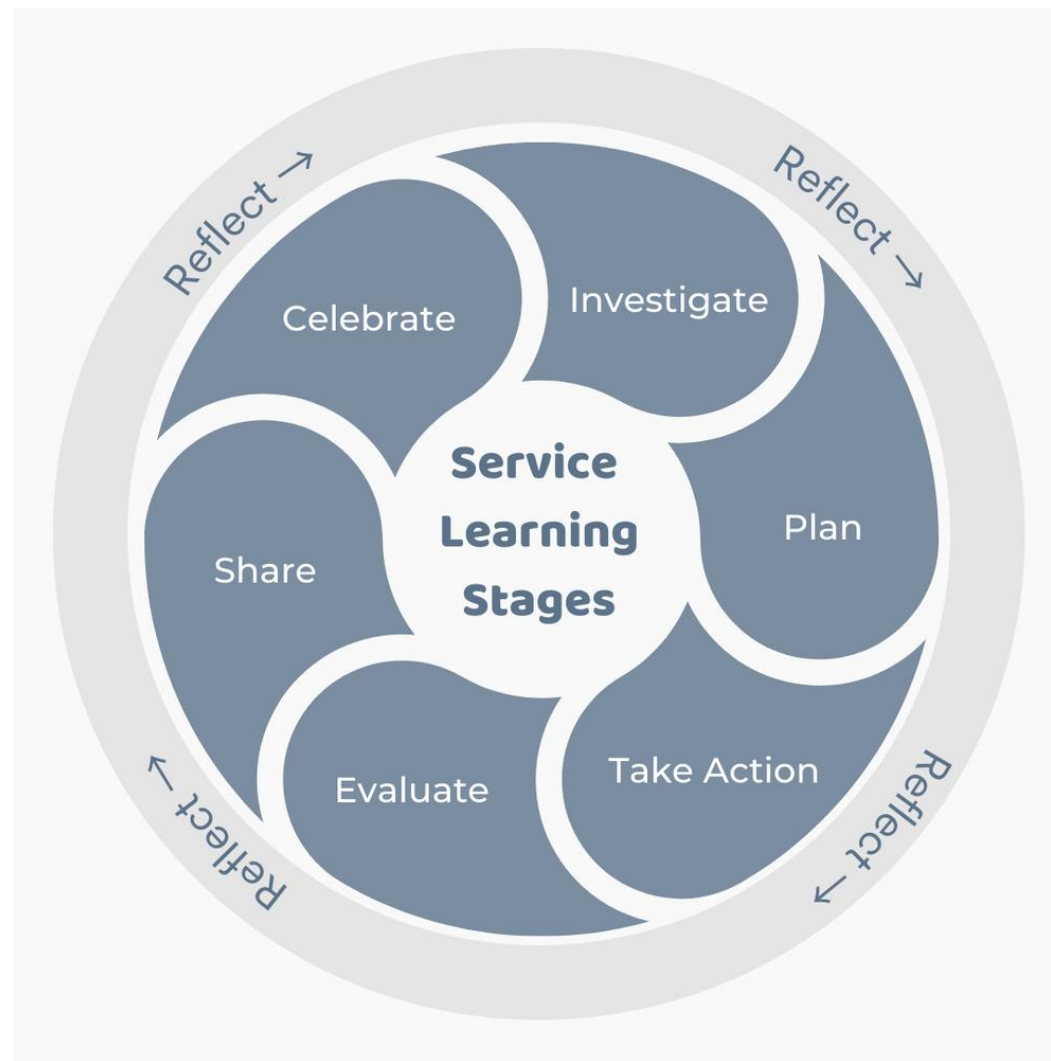 Service
Learning
Stages
Investigate
Plan
Take Action
Evaluate
Share
Celebrate
Reflect →
Reflect →
Reflect →
Reflect →